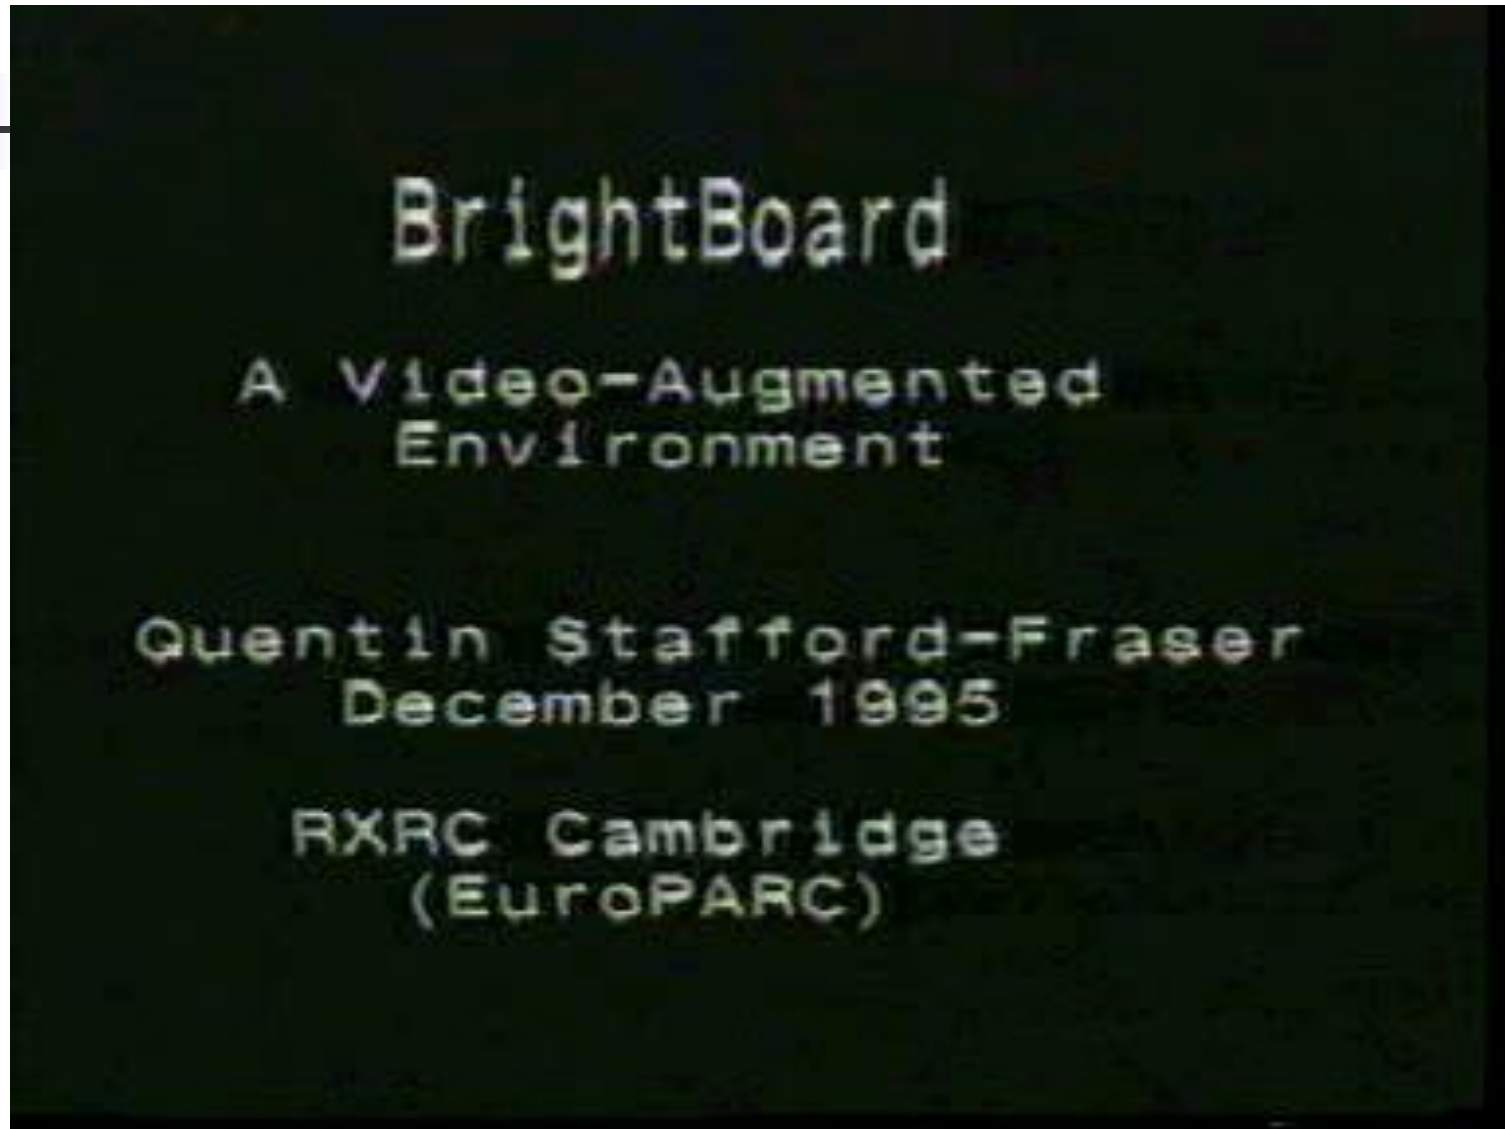 BrightBoard
A Video-Augmented
Environment
Quentin Stafford-Fraser
December 1995
RXRC Cambridge
(EuroPARC)